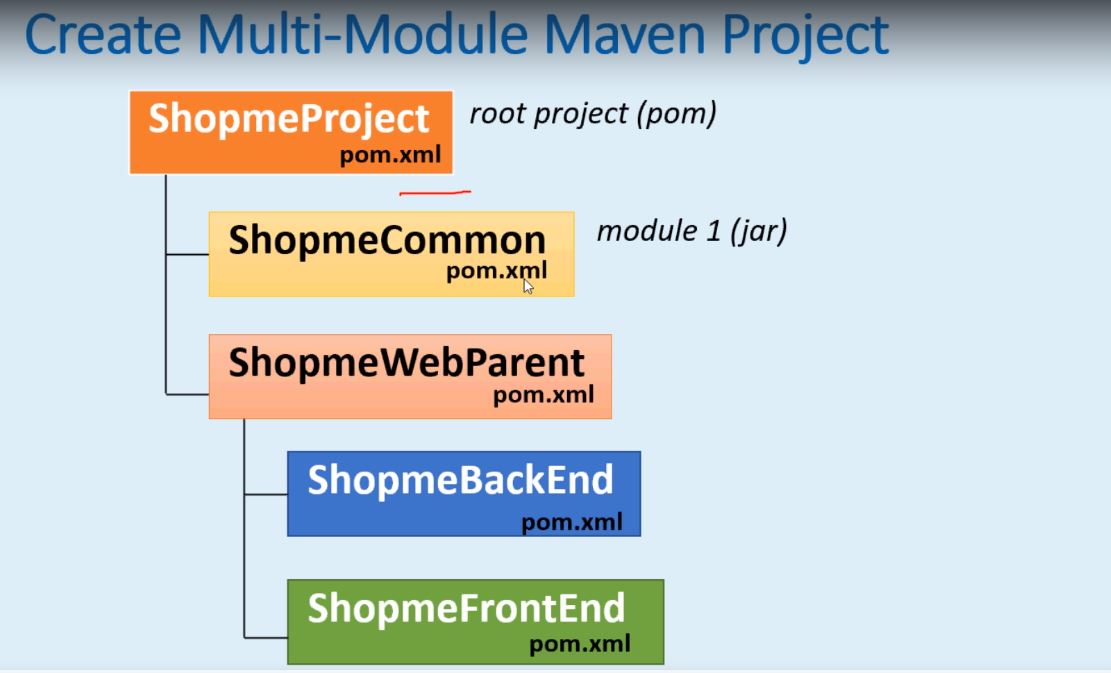 Create Multi-Module Maven Project
ShopmeProject
pom.xml
root project (pom)
ShopmeCommon
pom.xml
module 1 (jar)
ShopmeWebParent
pom.xml
ShopmeBackEnd
pom.xml
ShopmeFrontEnd
pom.xml